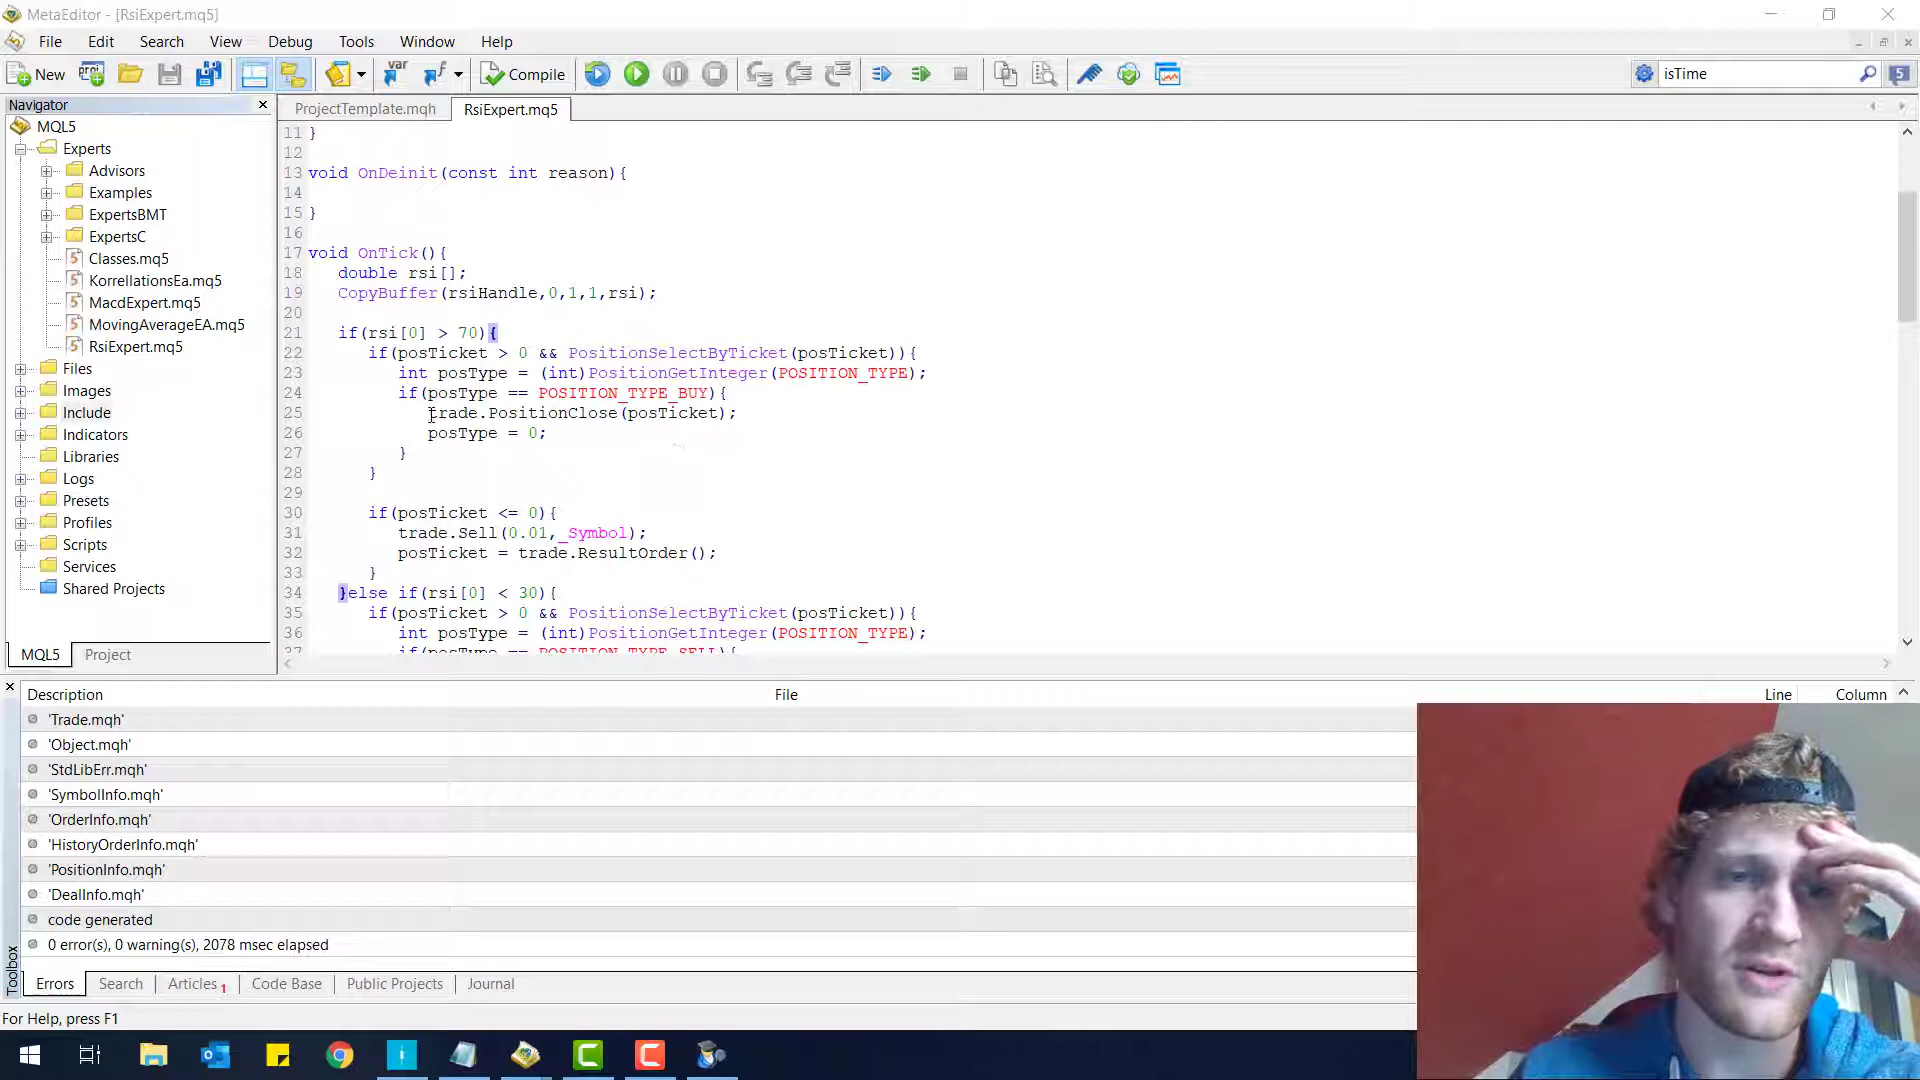 MetaEditor - [RsiExpert.mq5]
File Edit Search View Debug Tools Window Help
New var f Compile isTime 5
Navigator
MQL5
Experts
Advisors
Examples
ExpertsBMT
ExpertsC
Classes.mq5
KorrellationsEa.mq5
MacdExpert.mq5
MovingAverageEA.mq5
RsiExpert.mq5
Files
Images
Include
Indicators
Libraries
Logs
Presets
Profiles
Scripts
Services
Shared Projects
MQL5 Project
ProjectTemplate.mqh RsiExpert.mq5
11 }
12
13 void OnDeinit(const int reason){
14
15 }
16
17 void OnTick(){
18 double rsi[];
19 CopyBuffer(rsiHandle,0,1,1,rsi);
20
21 if(rsi[0] > 70){
22 if(posTicket > 0 && PositionSelectByTicket(posTicket)){
23 int posType = (int)PositionGetInteger(POSITION_TYPE);
24 if(posType == POSITION_TYPE_BUY){
25 trade.PositionClose(posTicket);
26 posType = 0;
27 }
28 }
29
30 if(posTicket <= 0){
31 trade.Sell(0.01,_Symbol);
32 posTicket = trade.ResultOrder();
33 }
34 }else if(rsi[0] < 30){
35 if(posTicket > 0 && PositionSelectByTicket(posTicket)){
36 int posType = (int)PositionGetInteger(POSITION_TYPE);
37 if(posType == POSITION_TYPE_SELL){
Description File Line Column
'Trade.mqh'
'Object.mqh'
'StdLibErr.mqh'
'SymbolInfo.mqh'
'OrderInfo.mqh'
'HistoryOrderInfo.mqh'
'PositionInfo.mqh'
'DealInfo.mqh'
code generated
0 error(s), 0 warning(s), 2078 msec elapsed
Toolbox
Errors Search Articles 1 Code Base Public Projects Journal
For Help, press F1